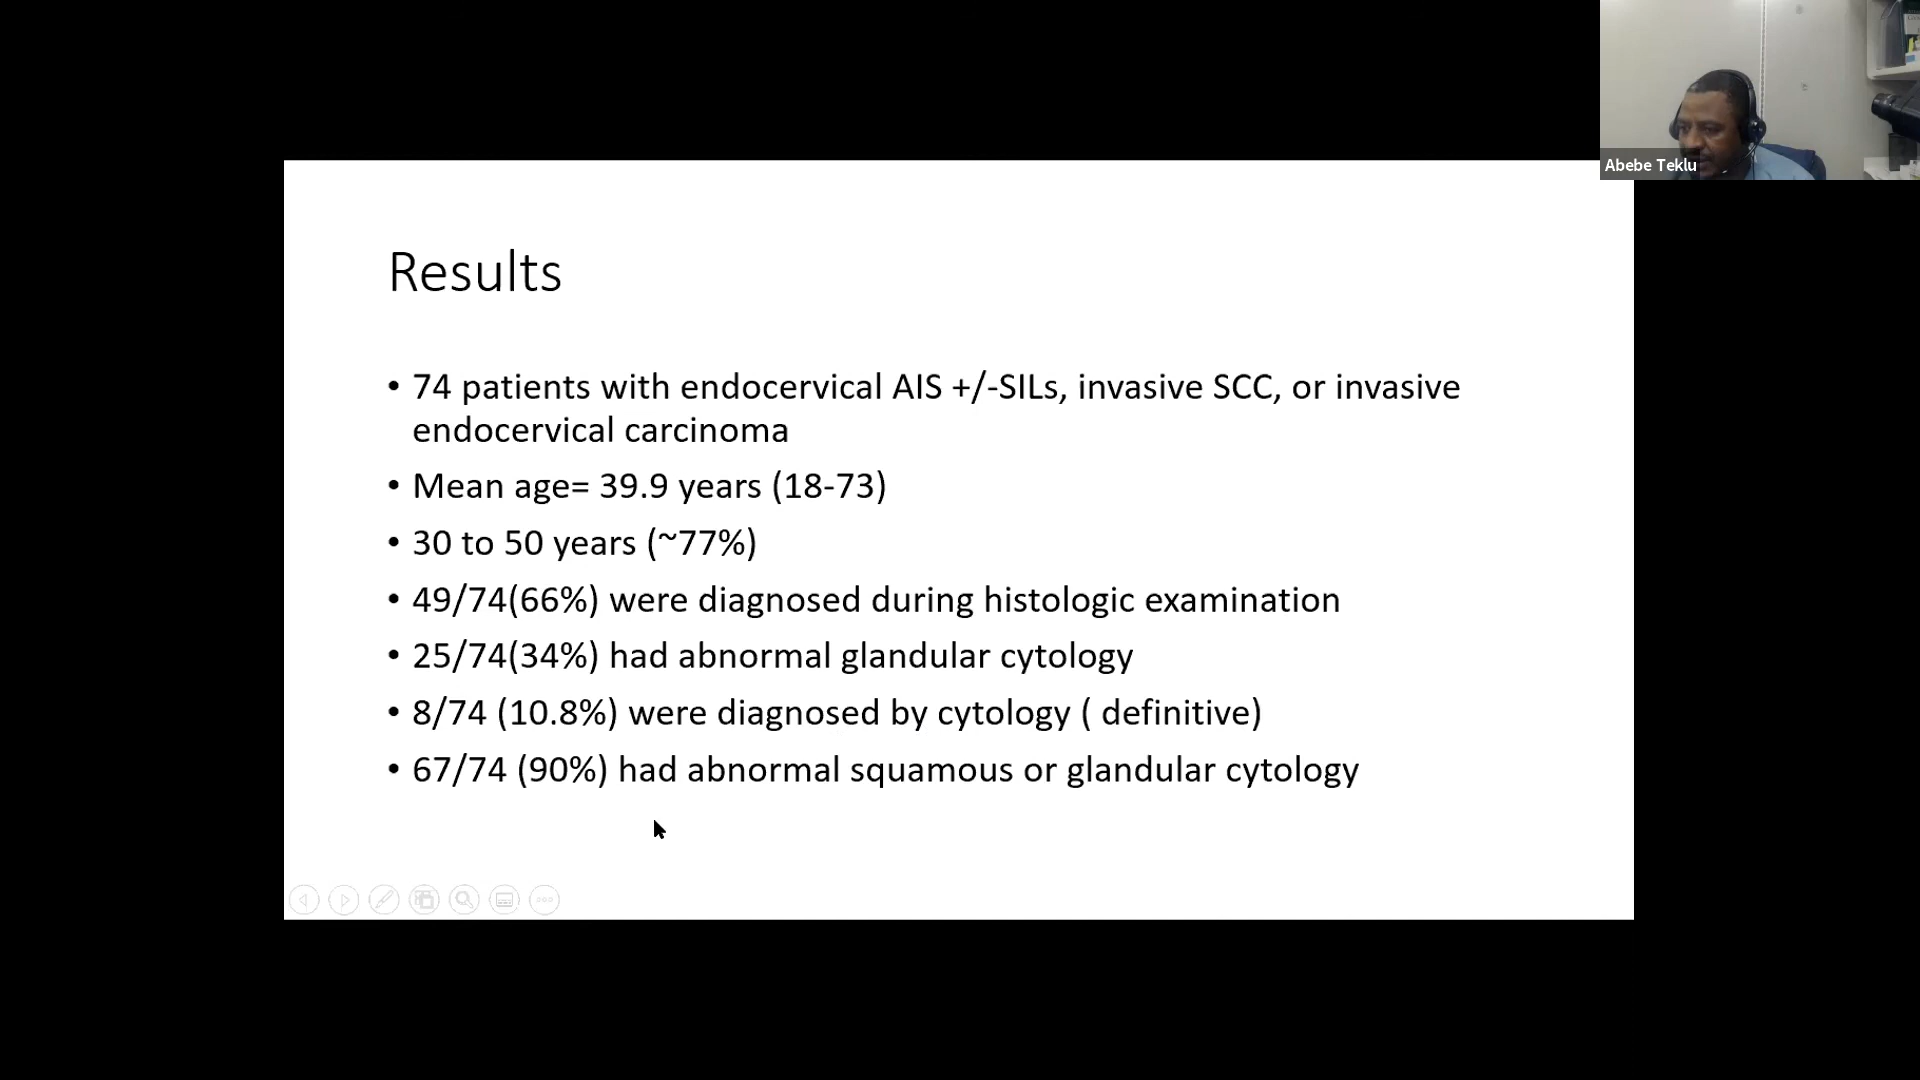 Abebe Teklu
Results
• 74 patients with endocervical AIS +/-SILs, invasive SCC, or invasive
endocervical carcinoma
• Mean age= 39.9 years (18-73)
• 30 to 50 years (~77%)
• 49/74(66%) were diagnosed during histologic examination
• 25/74(34%) had abnormal glandular cytology
• 8/74 (10.8%) were diagnosed by cytology ( definitive)
• 67/74 (90%) had abnormal squamous or glandular cytology